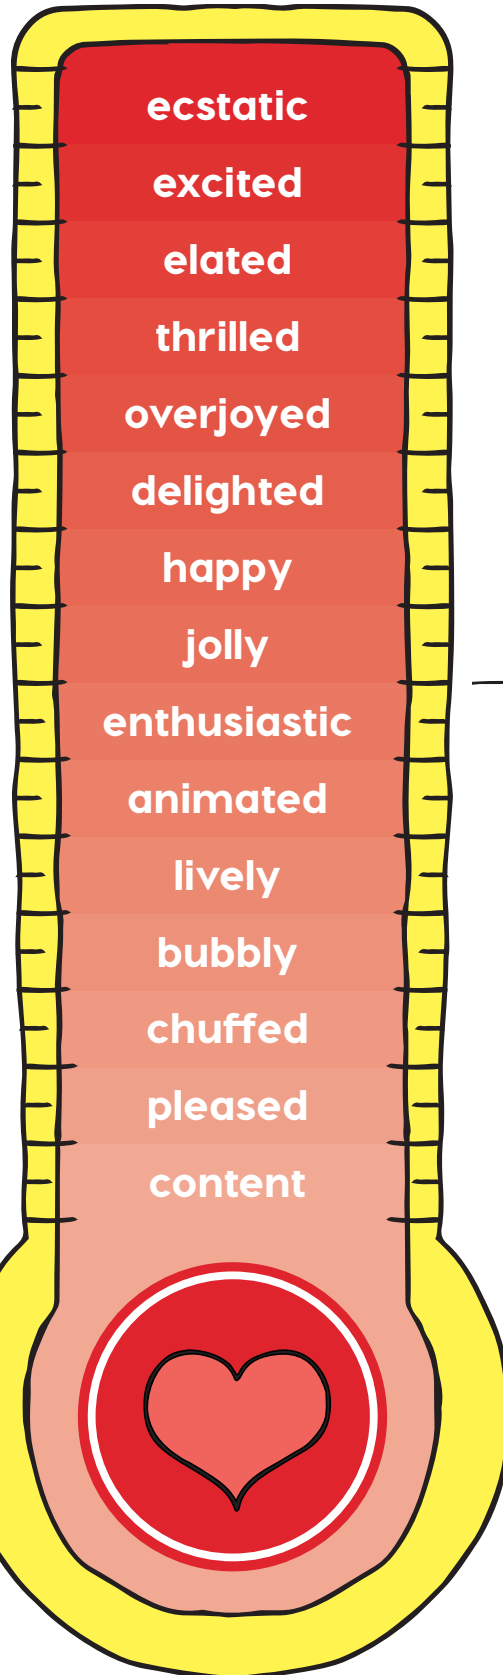 ecstatic
excited
elated
thrilled
overjoyed
delighted
happy
jolly
enthusiastic
animated
lively
bubbly
chuffed
pleased
content